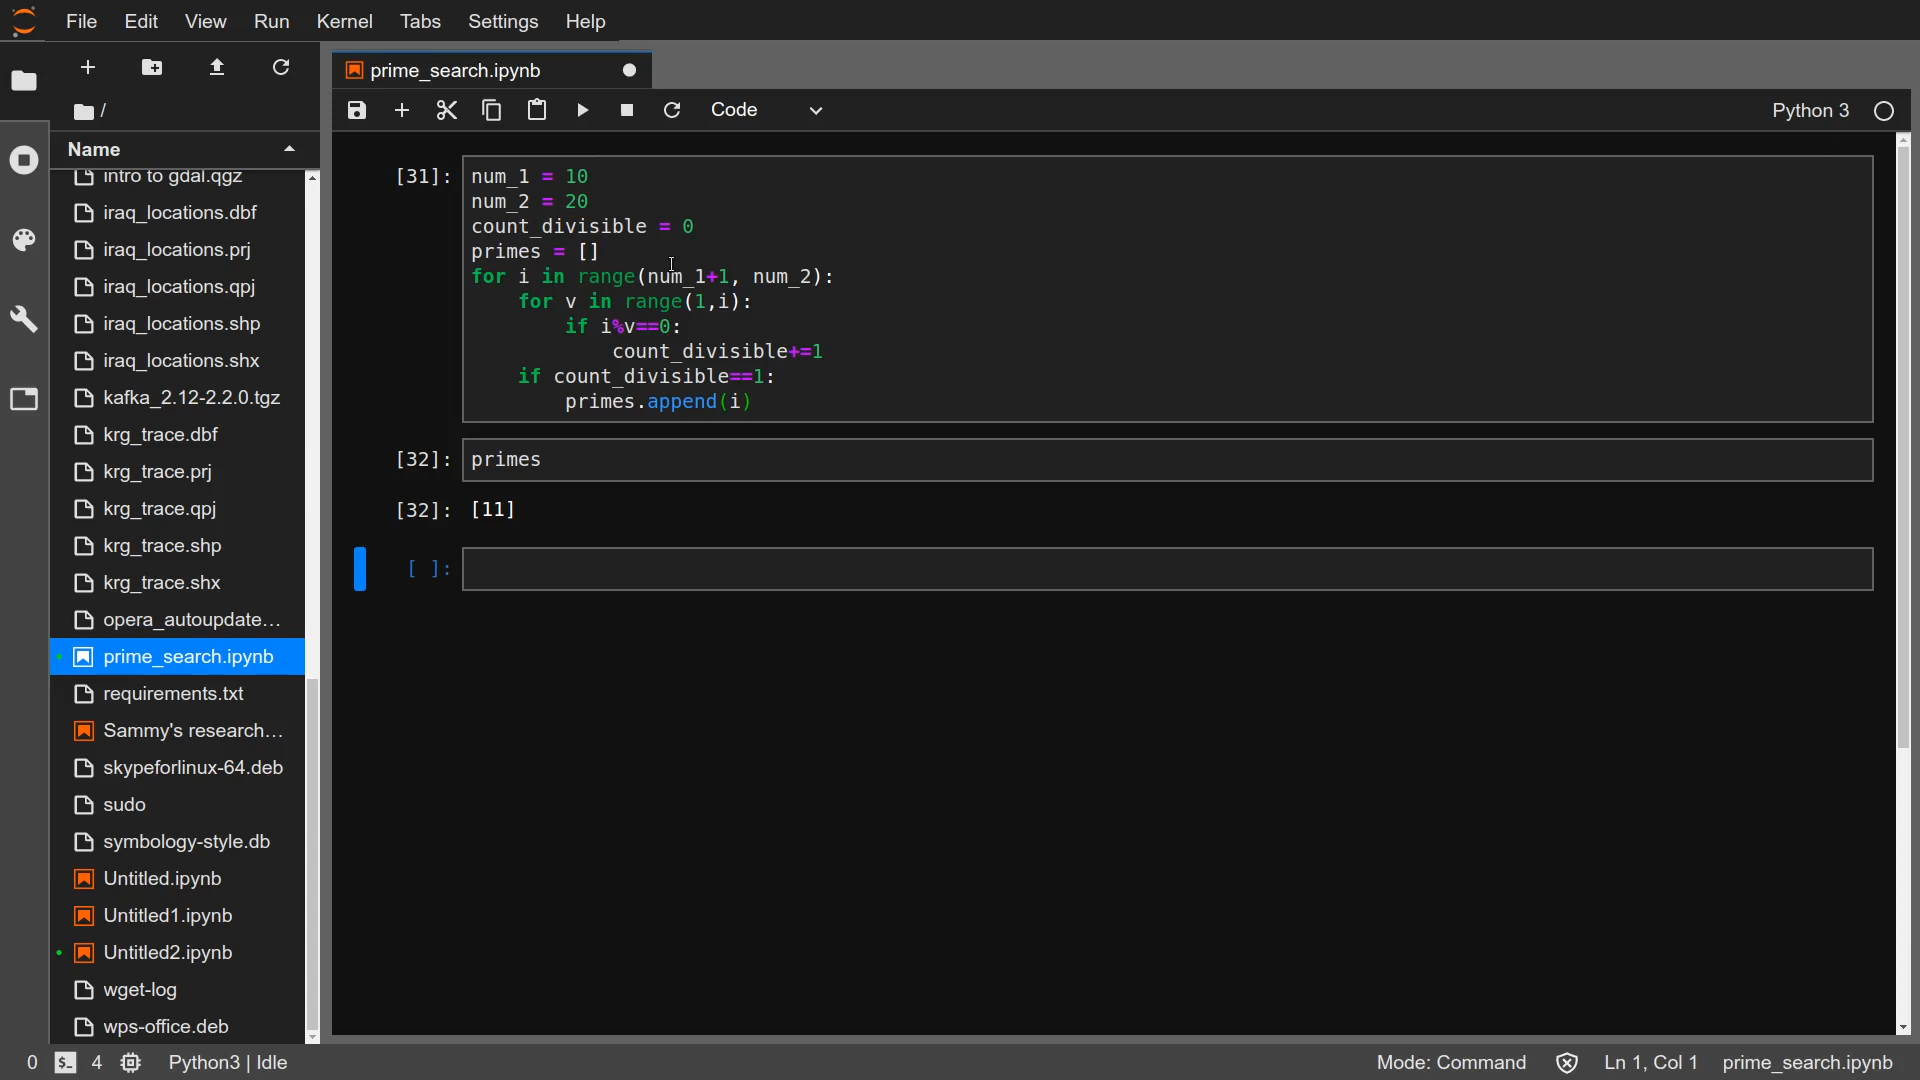 File Edit View Run Kernel Tabs Settings Help
/
Name
intro to gdal.qgz
iraq_locations.dbf
iraq_locations.prj
iraq_locations.qpj
iraq_locations.shp
iraq_locations.shx
kafka_2.12-2.2.0.tgz
krg_trace.dbf
krg_trace.prj
krg_trace.qpj
krg_trace.shp
krg_trace.shx
opera_autoupdate...
prime_search.ipynb
requirements.txt
Sammy's research...
skypeforlinux-64.deb
sudo
symbology-style.db
Untitled.ipynb
Untitled1.ipynb
Untitled2.ipynb
wget-log
wps-office.deb
prime_search.ipynb
Code
Python 3
[31]: num_1 = 10
num_2 = 20
count_divisible = 0
primes = []
for i in range(num_1+1, num_2):
    for v in range(1,i):
        if i%v==0:
            count_divisible+=1
    if count_divisible==1:
        primes.append(i)
[32]: primes
[32]: [11]
[ ]:
0 $_ 4 Python3 | Idle Mode: Command Ln 1, Col 1 prime_search.ipynb